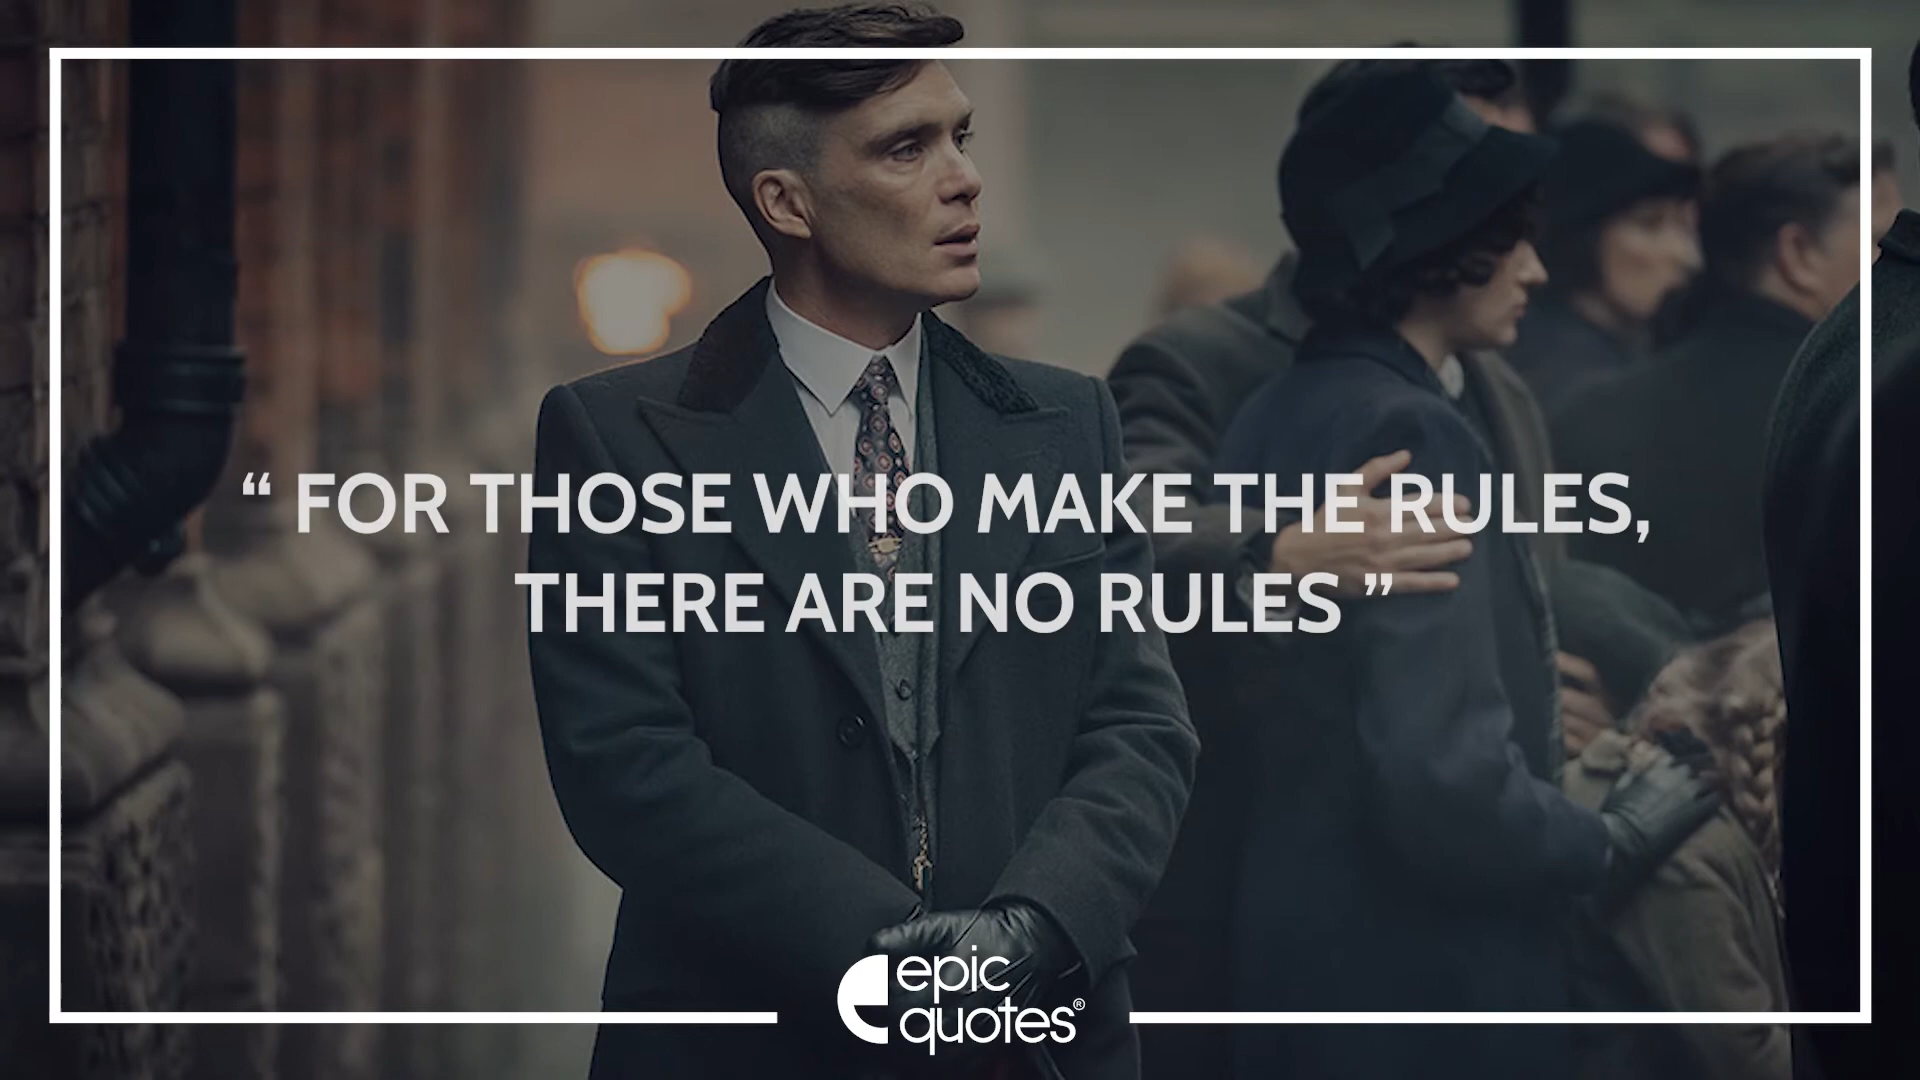 “ FOR THOSE WHO MAKE THE RULES,
THERE ARE NO RULES ”
epic
quotes®